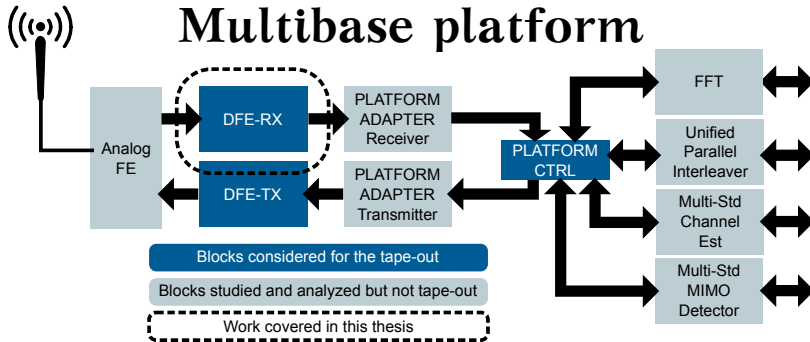 Multibase platform
Analog
FE
DFE-RX
PLATFORM
ADAPTER
Receiver
DFE-TX
PLATFORM
ADAPTER
Transmitter
PLATFORM
CTRL
FFT
Unified
Parallel
Interleaver
Multi-Std
Channel
Est
Multi-Std
MIMO
Detector
Blocks considered for the tape-out
Blocks studied and analyzed but not tape-out
Work covered in this thesis